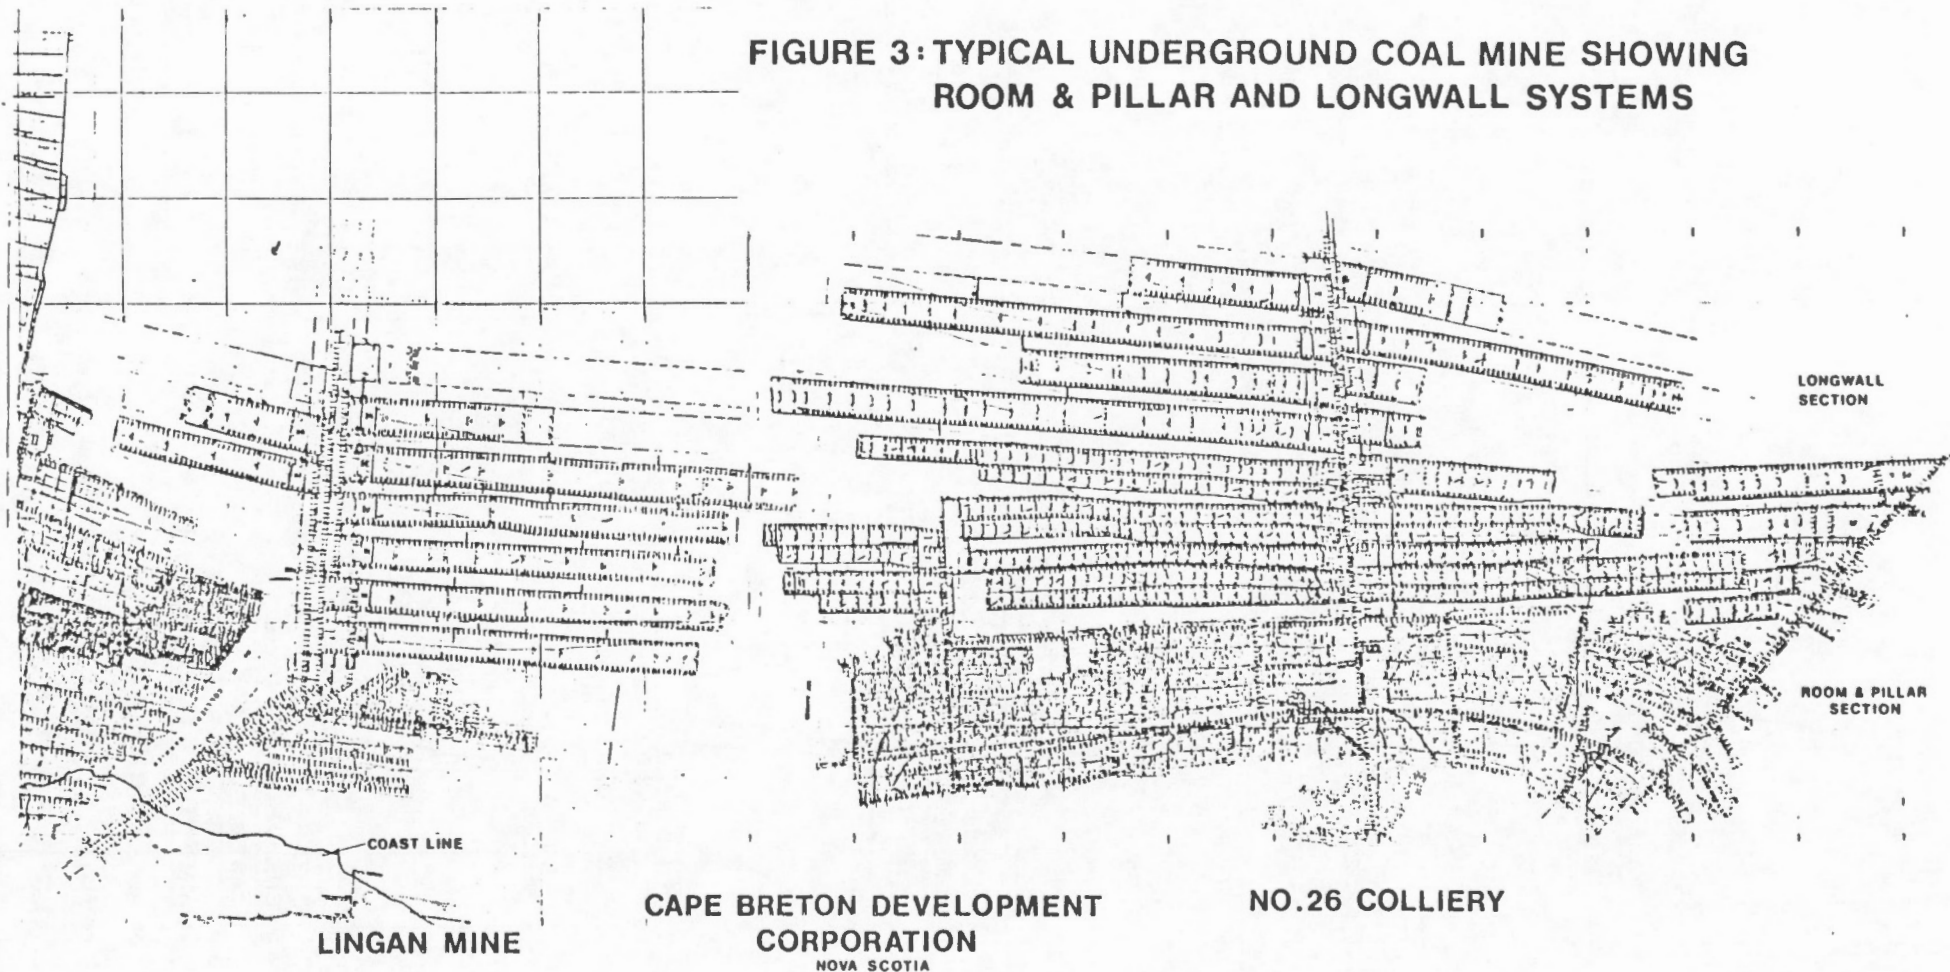 FIGURE 3: TYPICAL UNDERGROUND COAL MINE SHOWING
ROOM & PILLAR AND LONGWALL SYSTEMS
LONGWALL
SECTION
ROOM & PILLAR
SECTION
COAST LINE
LINGAN MINE
CAPE BRETON DEVELOPMENT
CORPORATION
NOVA SCOTIA
NO.26 COLLIERY